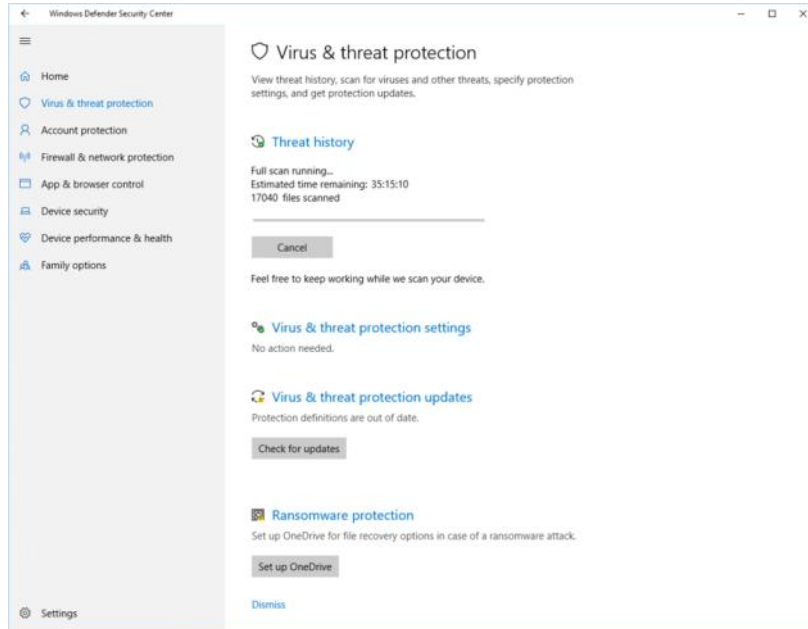 Windows Defender Security Center
Home
Virus & threat protection
Account protection
Firewall & network protection
App & browser control
Device security
Device performance & health
Family options
Settings
Virus & threat protection
View threat history, scan for viruses and other threats, specify protection
settings, and get protection updates.
Threat history
Full scan running...
Estimated time remaining: 35:15:10
17040 files scanned
Cancel
Feel free to keep working while we scan your device.
Virus & threat protection settings
No action needed.
Virus & threat protection updates
Protection definitions are out of date.
Check for updates
Ransomware protection
Set up OneDrive for file recovery options in case of a ransomware attack.
Set up OneDrive
Dismiss